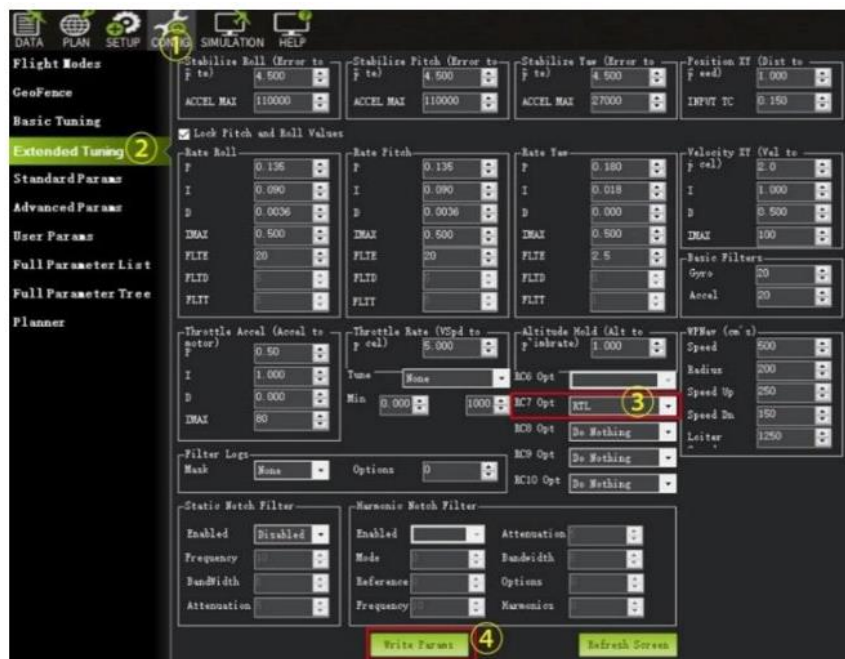 DATA PLAN SETUP CONFIG SIMULATION HELP
1
Flight Modes
GeoFence
Basic Tuning
Extended Tuning 2
Standard Params
Advanced Params
User Params
Full Parameter List
Full Parameter Tree
Planner
Stabilize Roll (Error to
4.500
ACCEL MAX 110000
Stabilize Pitch (Error to
4.500
ACCEL MAX 110000
Stabilize Yaw (Error to
4.500
ACCEL MAX 27000
Position XY (Dist to
1.000
INPUT TC 0.150
Lock Pitch and Roll Values
Rate Roll
P 0.135
I 0.090
D 0.0036
IMAX 0.500
FLTE 20
FLTD
FLTT
Rate Pitch
P 0.135
I 0.090
D 0.0036
IMAX 0.500
FLTE 20
FLTD
FLTT
Rate Yaw
P 0.180
I 0.018
D 0.000
IMAX 0.500
FLTE 2.5
FLTD
FLTT
Velocity XY (Vel to
2.0
I 1.000
D 0.500
IMAX 100
Basic Filters
Gyro 20
Accel 20
Throttle Accel (Accel to
motor)
P 0.50
I 1.000
D 0.000
IMAX 80
Throttle Rate (VSpd to
5.000
Tune None
Min 0.000 1000
Altitude Hold (Alt to
1.000
RC6 Opt
RC7 Opt RTL 3
RC8 Opt Do Nothing
RC9 Opt Do Nothing
RC10 Opt Do Nothing
WPNav (cm's)
Speed 500
Radius 200
Speed Up 250
Speed Dn 150
Loiter 1250
Filter Logs
Mask None Options 0
Static Notch Filter
Enabled Disabled
Frequency
BandWidth
Attenuation
Harmonic Notch Filter
Enabled Attenuation
Mode Bandwidth
Reference Options
Frequency Harmonics
Write Params 4 Refresh Screen